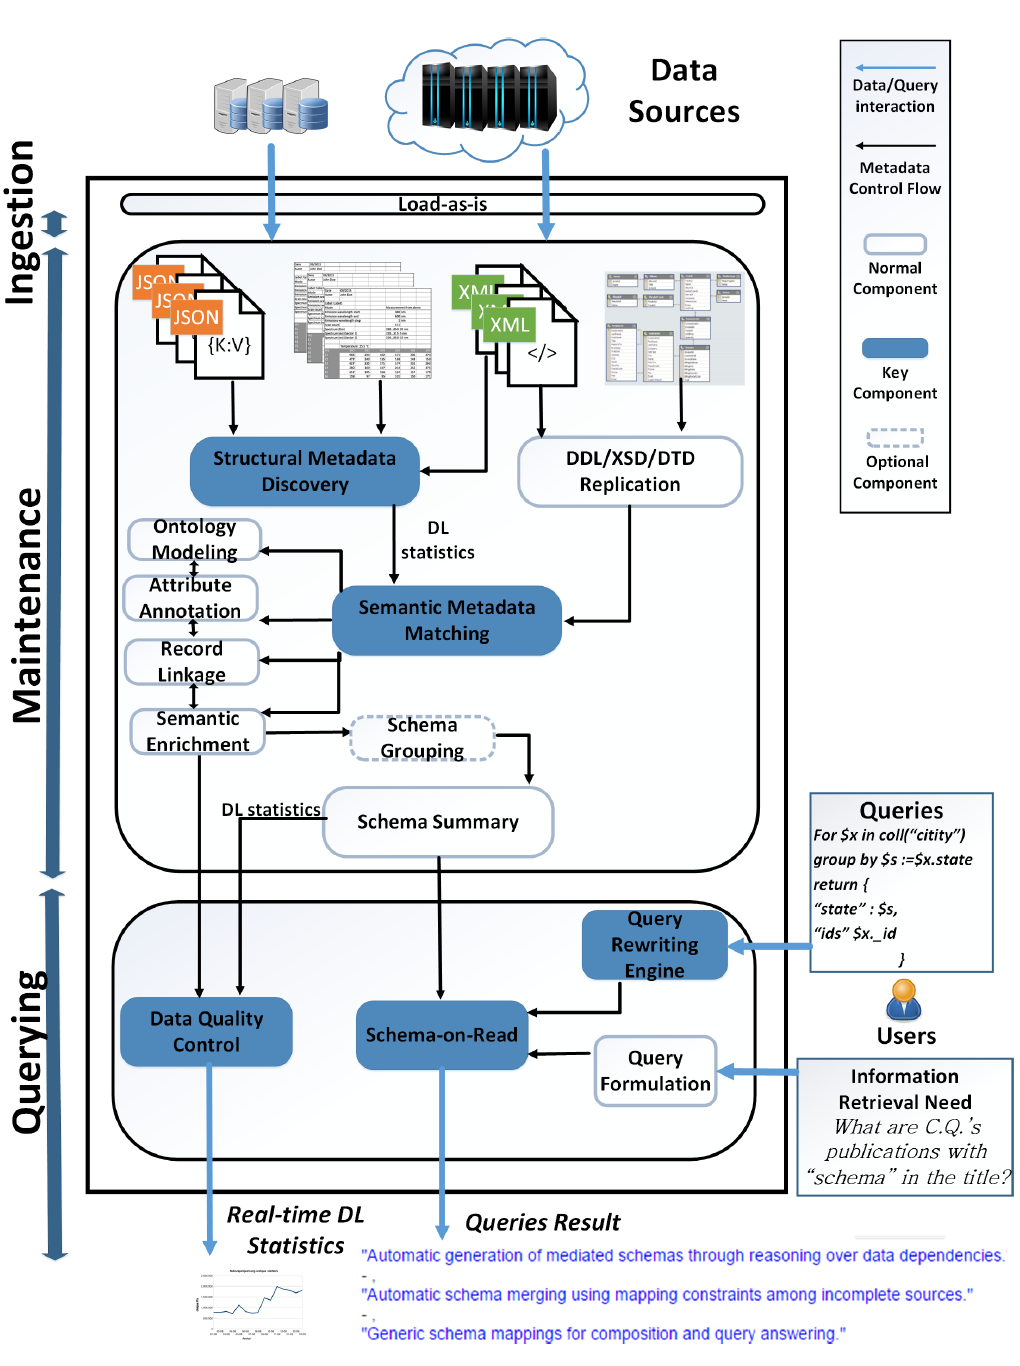 Data
Sources
Data/Query
interaction
Metadata
Control Flow
Normal
Component
Key
Component
Optional
Component
Ingestion
Load-as-is
JSON
JSON
JSON
{K:V}
XML
XML
XML
</>
Maintenance
Structural Metadata
Discovery
DDL/XSD/DTD
Replication
DL
statistics
Ontology
Modeling
Attribute
Annotation
Semantic Metadata
Matching
Record
Linkage
Semantic
Enrichment
Schema
Grouping
DL statistics
Schema Summary
Queries
For $x in coll(“citity”)
group by $s :=$x.state
return {
“state” : $s,
“ids” $x._id
}
Users
Querying
Query
Rewriting
Engine
Data Quality
Control
Schema-on-Read
Query
Formulation
Information
Retrieval Need
What are C.Q.’s
publications with
“schema” in the title?
Real-time DL
Statistics
Queries Result
"Automatic generation of mediated schemas through reasoning over data dependencies.
- ,
"Automatic schema merging using mapping constraints among incomplete sources."
- ,
"Generic schema mappings for composition and query answering."